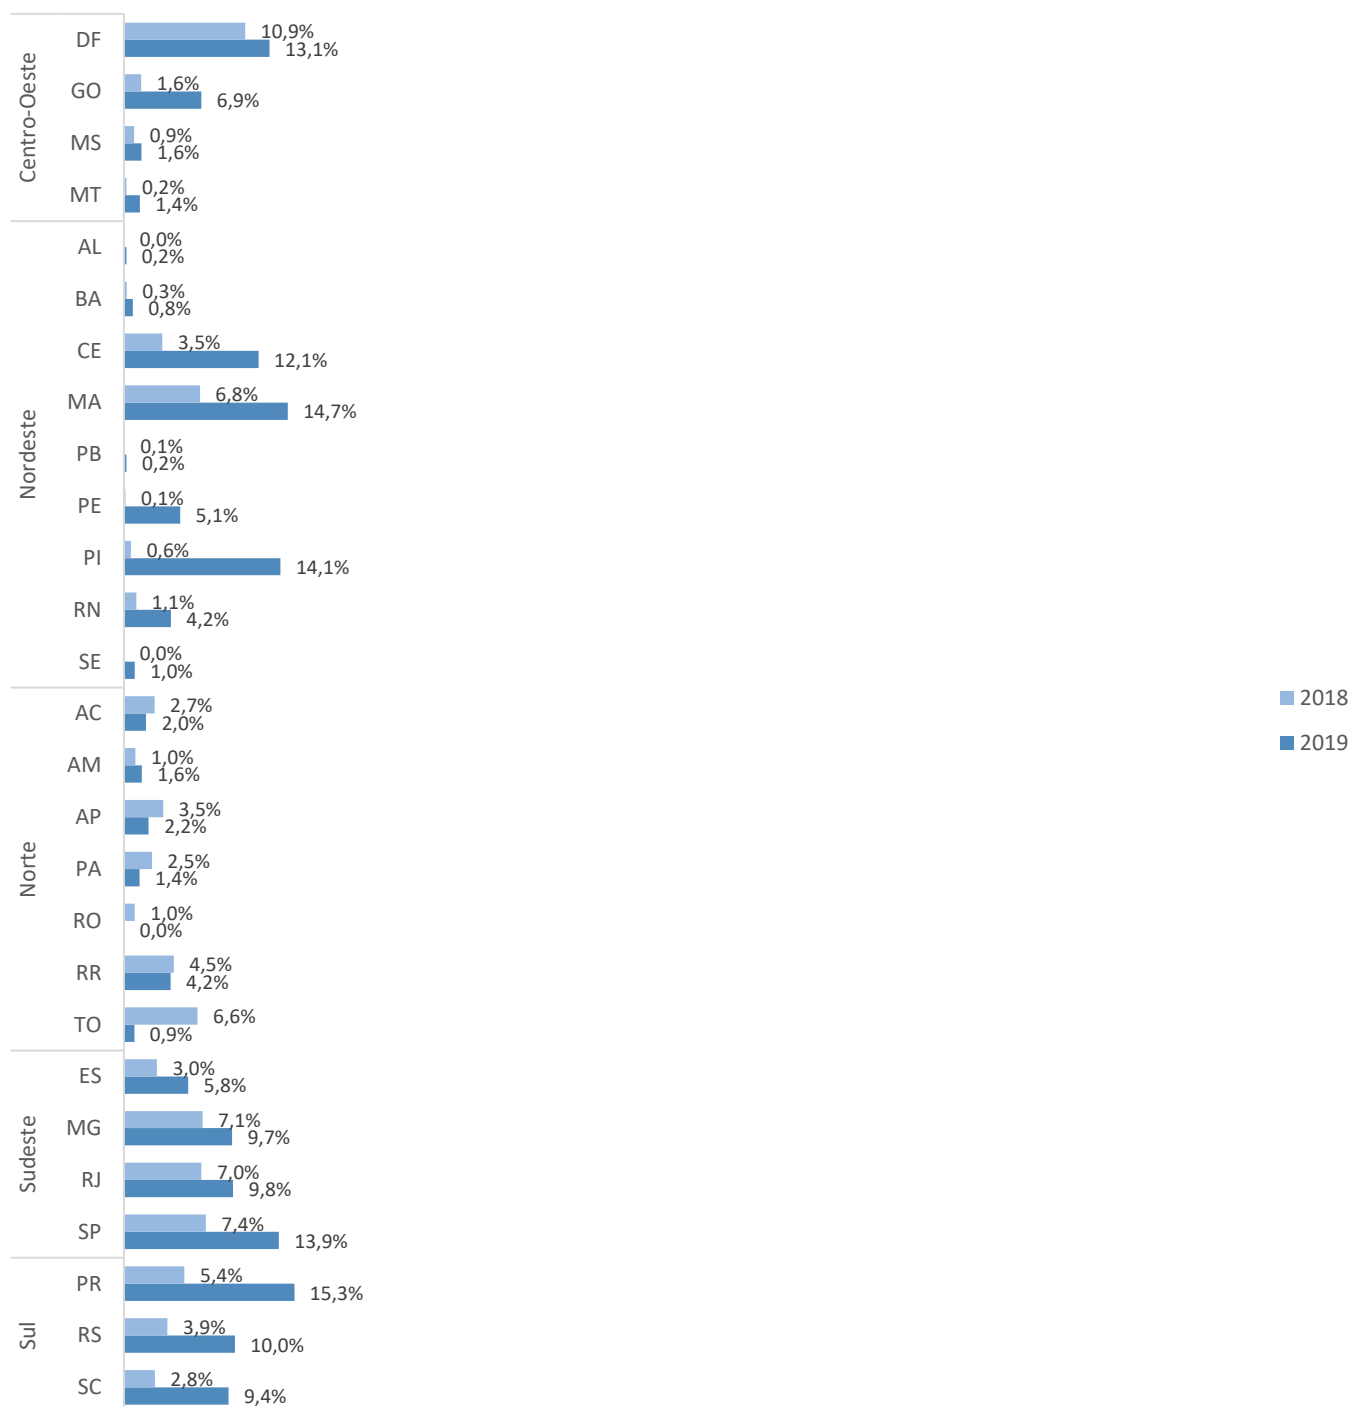 Centro-Oeste
DF
10,9%
13,1%
GO
1,6%
6,9%
MS
0,9%
1,6%
MT
0,2%
1,4%
Nordeste
AL
0,0%
0,2%
BA
0,3%
0,8%
CE
3,5%
12,1%
MA
6,8%
14,7%
PB
0,1%
0,2%
PE
0,1%
5,1%
PI
0,6%
14,1%
RN
1,1%
4,2%
SE
0,0%
1,0%
Norte
AC
2,7%
2,0%
AM
1,0%
1,6%
AP
3,5%
2,2%
PA
2,5%
1,4%
RO
1,0%
0,0%
RR
4,5%
4,2%
TO
6,6%
0,9%
Sudeste
ES
3,0%
5,8%
MG
7,1%
9,7%
RJ
7,0%
9,8%
SP
7,4%
13,9%
Sul
PR
5,4%
15,3%
RS
3,9%
10,0%
SC
2,8%
9,4%
2018
2019